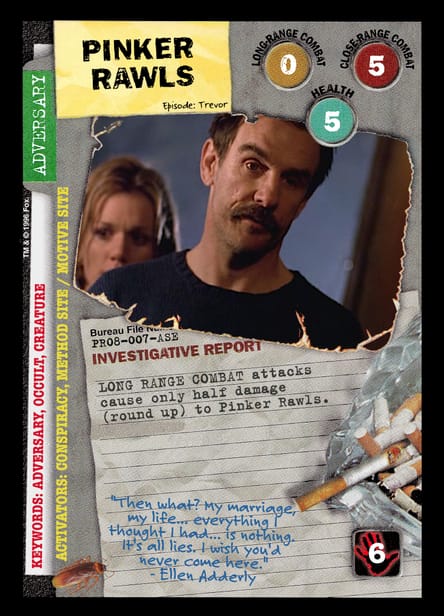 PINKER
RAWLS
Episode: Trevor
LONG-RANGE COMBAT
0
CLOSE-RANGE COMBAT
5
HEALTH
5
ADVERSARY
TM & © 1996 Fox.
KEYWORDS: ADVERSARY, OCCULT, CREATURE
ACTIVATORS: CONSPIRACY, METHOD SITE / MOTIVE SITE
Bureau File
PR08-007-ASE
INVESTIGATIVE REPORT
LONG RANGE COMBAT attacks
cause only half damage
(round up) to Pinker Rawls.
"Then what? My marriage,
my life... everything I
thought I had... is nothing.
It's all lies. I wish you'd
never come here."
- Ellen Adderly
6